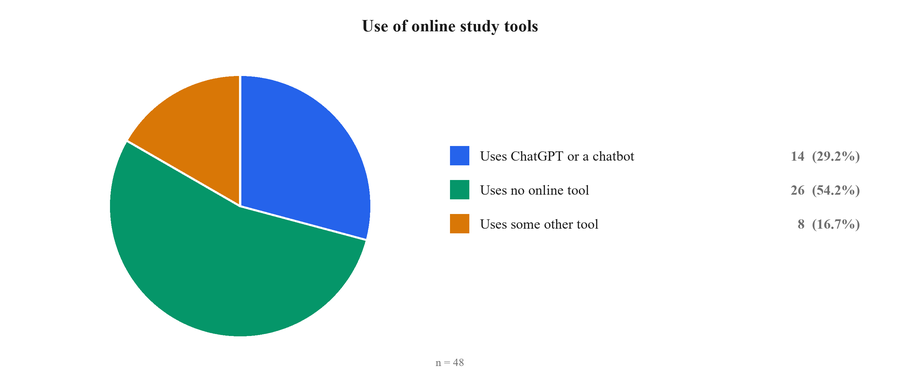 Use of online study tools
Uses ChatGPT or a chatbot 14 (29.2%)
Uses no online tool 26 (54.2%)
Uses some other tool 8 (16.7%)
n = 48